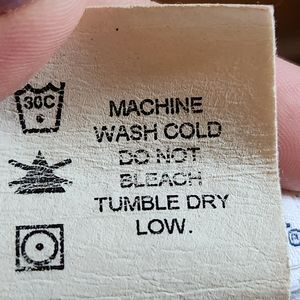 30C
MACHINE
WASH COLD
DO NOT
BLEACH
TUMBLE DRY
LOW.